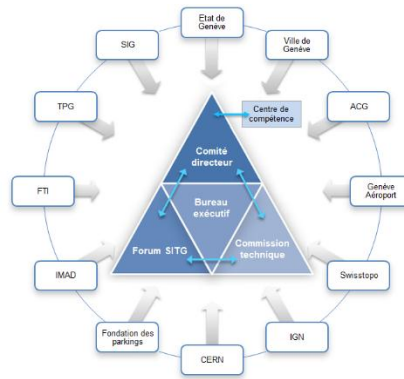 Etat de
Genève
SIG
Ville de
Genève
TPG
ACG
Centre de
compétence
Comité
directeur
FTI
Bureau
exécutif
Genève
Aéroport
Forum SITG
Commission
technique
IMAD
Swisstopo
Fondation des
parkings
IGN
CERN